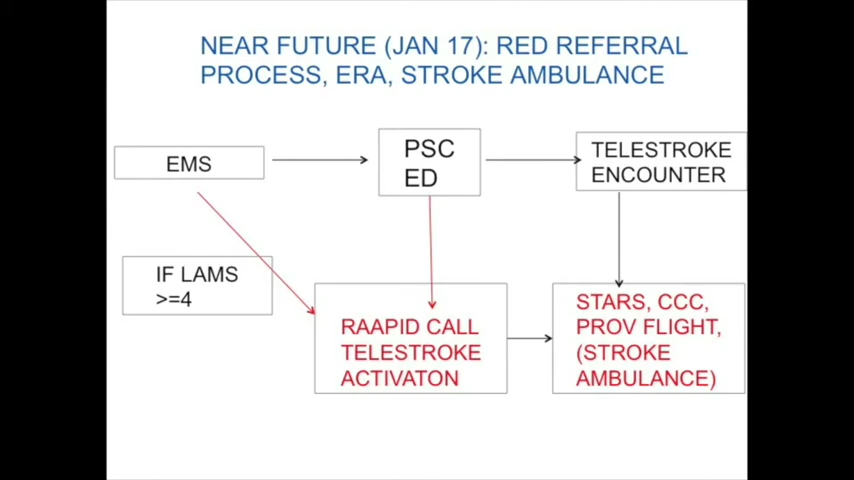 NEAR FUTURE (JAN 17): RED REFERRAL
PROCESS, ERA, STROKE AMBULANCE
EMS
PSC
ED
TELESTROKE
ENCOUNTER
IF LAMS
>=4
RAAPID CALL
TELESTROKE
ACTIVATON
STARS, CCC,
PROV FLIGHT,
(STROKE
AMBULANCE)